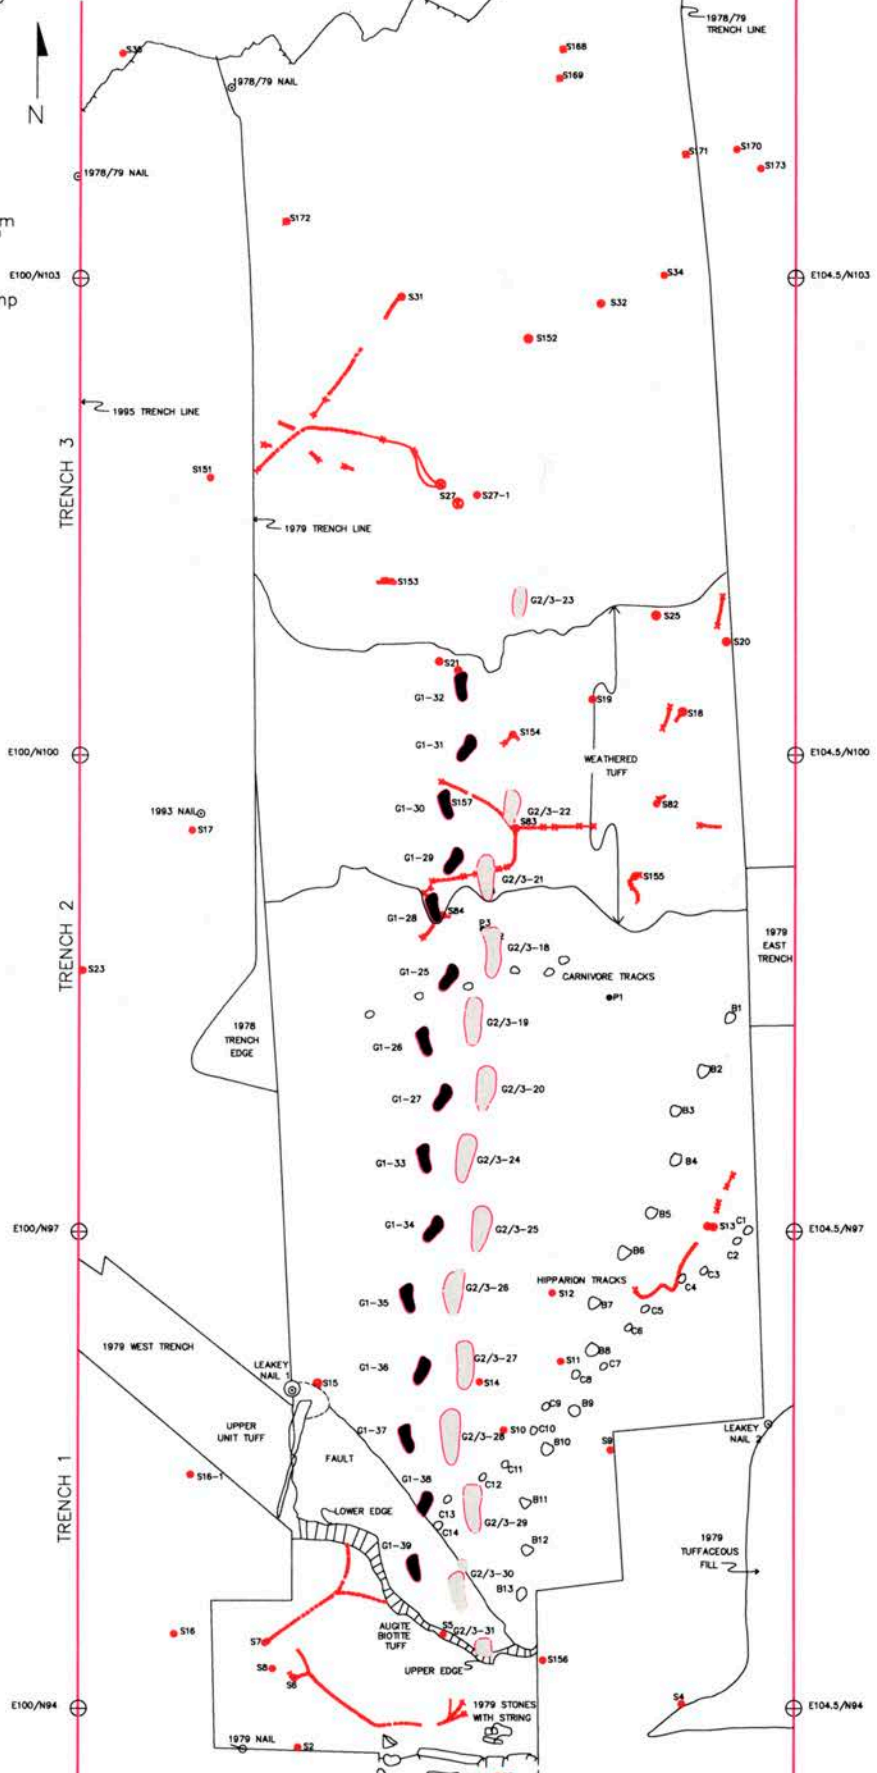 1978/79
TRENCH LINE
S35
S168
S169
1978/79 NAIL
N
S171
S170
S173
1978/79 NAIL
S172
m
E100/N103
S34
E104.5/N103
mp
S31
S32
S152
1995 TRENCH LINE
TRENCH 3
S151
S27
S27-1
1979 TRENCH LINE
S153
G2/3-23
S25
S20
S21
G1-32
S19
S18
G1-31
S154
E100/N100
E104.5/N100
WEATHERED
TUFF
G1-30
S157
G2/3-22
S82
1993 NAIL
S17
S83
G1-29
G2/3-21
S155
TRENCH 2
G1-28
S84
P3
G2/3-18
1979
EAST
TRENCH
S23
G1-25
CARNIVORE TRACKS
P1
B1
G2/3-19
1978
TRENCH
EDGE
G1-26
B2
G2/3-20
G1-27
B3
G1-33
G2/3-24
B4
E100/N97
G1-34
G2/3-25
B5
S13
C1
E104.5/N97
C2
B6
HIPPARION TRACKS
C3
C4
G2/3-26
G1-35
S12
B7
C5
C6
1979 WEST TRENCH
B8
LEAKEY
NAIL 1
G1-36
G2/3-27
S11
C7
C8
S15
S14
C9
B9
UPPER
UNIT TUFF
G1-37
G2/3-28
S10
C10
B10
S9
LEAKEY
NAIL 2
FAULT
TRENCH 1
S16-1
G1-38
C11
C12
LOWER EDGE
C13
C14
B11
G2/3-29
G1-39
B12
1979
TUFFACEOUS
FILL
G2/3-30
B13
S16
S7
AUGITE
BIOTITE
TUFF
S5
G2/3-31
S8
S6
UPPER EDGE
S156
E100/N94
1979 STONES
WITH STRING
S4
E104.5/N94
1979 NAIL
S2